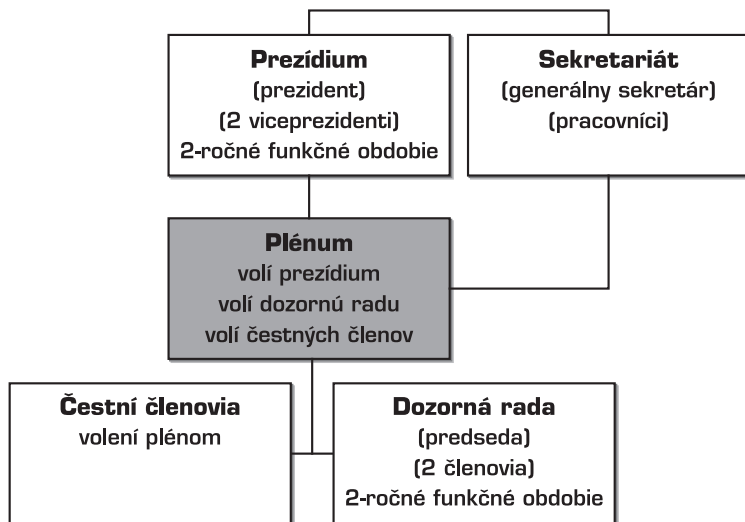 Prezídium
(prezident)
(2 viceprezidenti)
2-ročné funkčné obdobie
Sekretariát
(generálny sekretár)
(pracovníci)
Plénum
volí prezídium
volí dozornú radu
volí čestných členov
Čestní členovia
volení plénom
Dozorná rada
(predseda)
(2 členovia)
2-ročné funkčné obdobie